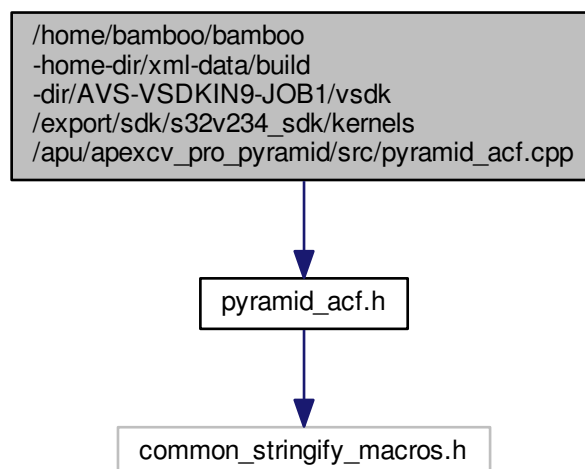 /home/bamboo/bamboo
-home-dir/xml-data/build
-dir/AVS-VSDKIN9-JOB1/vsdk
/export/sdk/s32v234_sdk/kernels
/apu/apexcv_pro_pyramid/src/pyramid_acf.cpp
pyramid_acf.h
common_stringify_macros.h